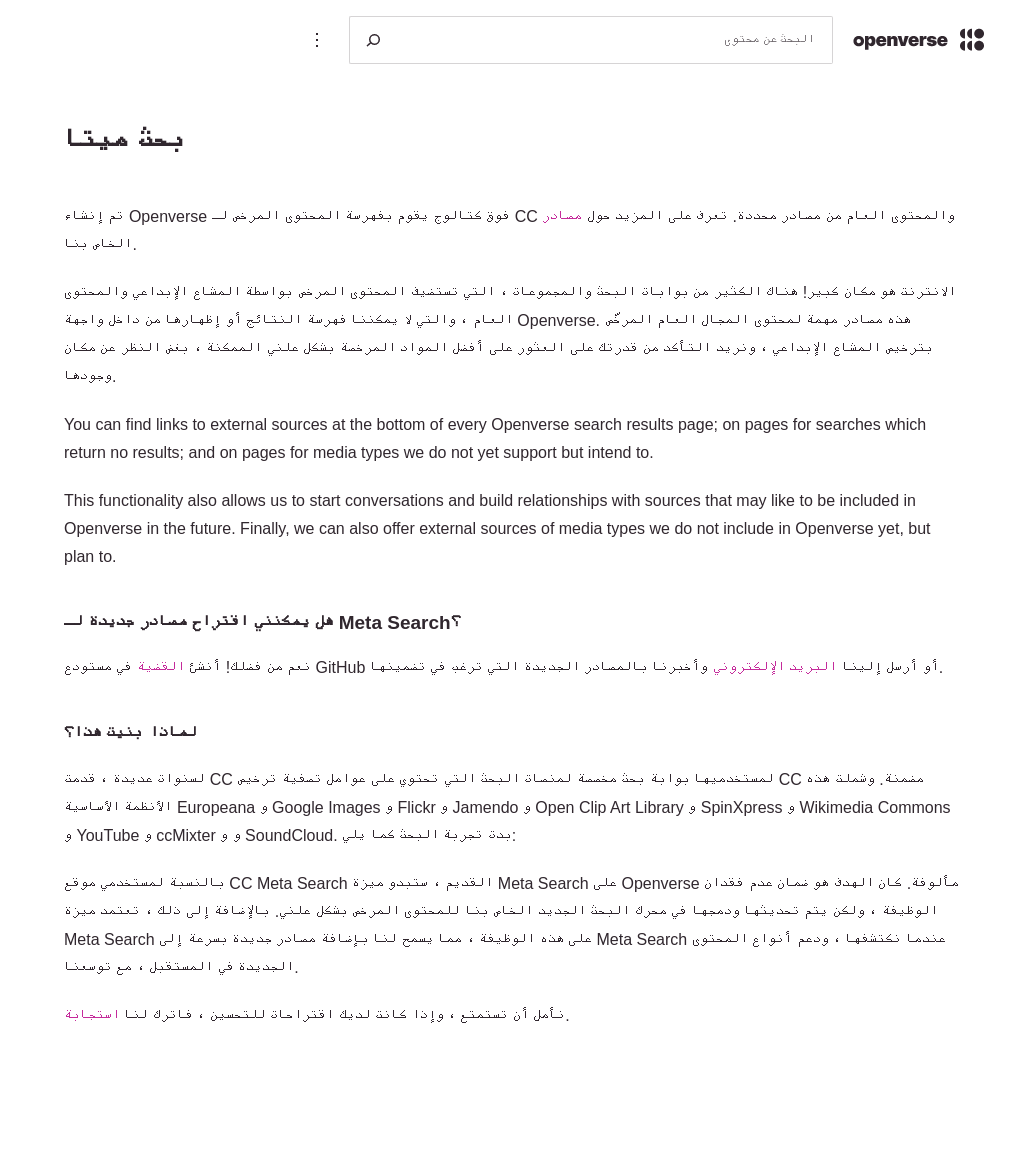 البحث عن محتوى
openverse
بحث ميتا
تم إنشاء Openverse فوق كتالوج يقوم بفهرسة المحتوى المرخص لـ CC والمحتوى العام من مصادر محددة. تعرف على المزيد حول مصادر
الخاص بنا.
الانترنت هو مكان كبير! هناك الكثير من بوابات البحث والمجموعات ، التي تستضيف المحتوى المرخص بواسطة المشاع الإبداعي والمحتوى
العام ، والتي لا يمكننا فهرسة النتائج أو إظهارها من داخل واجهة Openverse. هذه مصادر مهمة لمحتوى المجال العام المرخّص
بترخيص المشاع الإبداعي ، ونريد التأكد من قدرتك على العثور على أفضل المواد المرخصة بشكل علني الممكنة ، بغض النظر عن مكان
وجودها.
You can find links to external sources at the bottom of every Openverse search results page; on pages for searches which
return no results; and on pages for media types we do not yet support but intend to.
This functionality also allows us to start conversations and build relationships with sources that may like to be included in
Openverse in the future. Finally, we can also offer external sources of media types we do not include in Openverse yet, but
plan to.
هل يمكنني اقتراح مصادر جديدة لـ Meta Search؟
نعم من فضلك! أنشئ القضية في مستودع GitHub أو أرسل إلينا البريد الإلكتروني وأخبرنا بالمصادر الجديدة التي ترغب في تضمينها.
لماذا بنيت هذا؟
لسنوات عديدة ، قدمت CC لمستخدميها بوابة بحث مخصصة لمنصات البحث التي تحتوي على عوامل تصفية ترخيص CC مضمنة. وشملت هذه
الأنظمة الأساسية Europeana و Google Images و Flickr و Jamendo و Open Clip Art Library و SpinXpress و Wikimedia Commons
و YouTube و ccMixter و و SoundCloud. بدت تجربة البحث كما يلي:
بالنسبة لمستخدمي موقع CC Meta Search القديم ، ستبدو ميزة Meta Search على Openverse مألوفة. كان الهدف هو ضمان عدم فقدان
الوظيفة ، ولكن يتم تحديثها ودمجها في محرك البحث الجديد الخاص بنا للمحتوى المرخص بشكل علني. بالإضافة إلى ذلك ، تعتمد ميزة
Meta Search على هذه الوظيفة ، مما يسمح لنا بإضافة مصادر جديدة بسرعة إلى Meta Search عندما نكتشفها ، ودعم أنواع المحتوى
الجديدة في المستقبل ، مع توسعنا.
نأمل أن تستمتع ، وإذا كانت لديك اقتراحات للتحسين ، فاترك لنا استجابة.